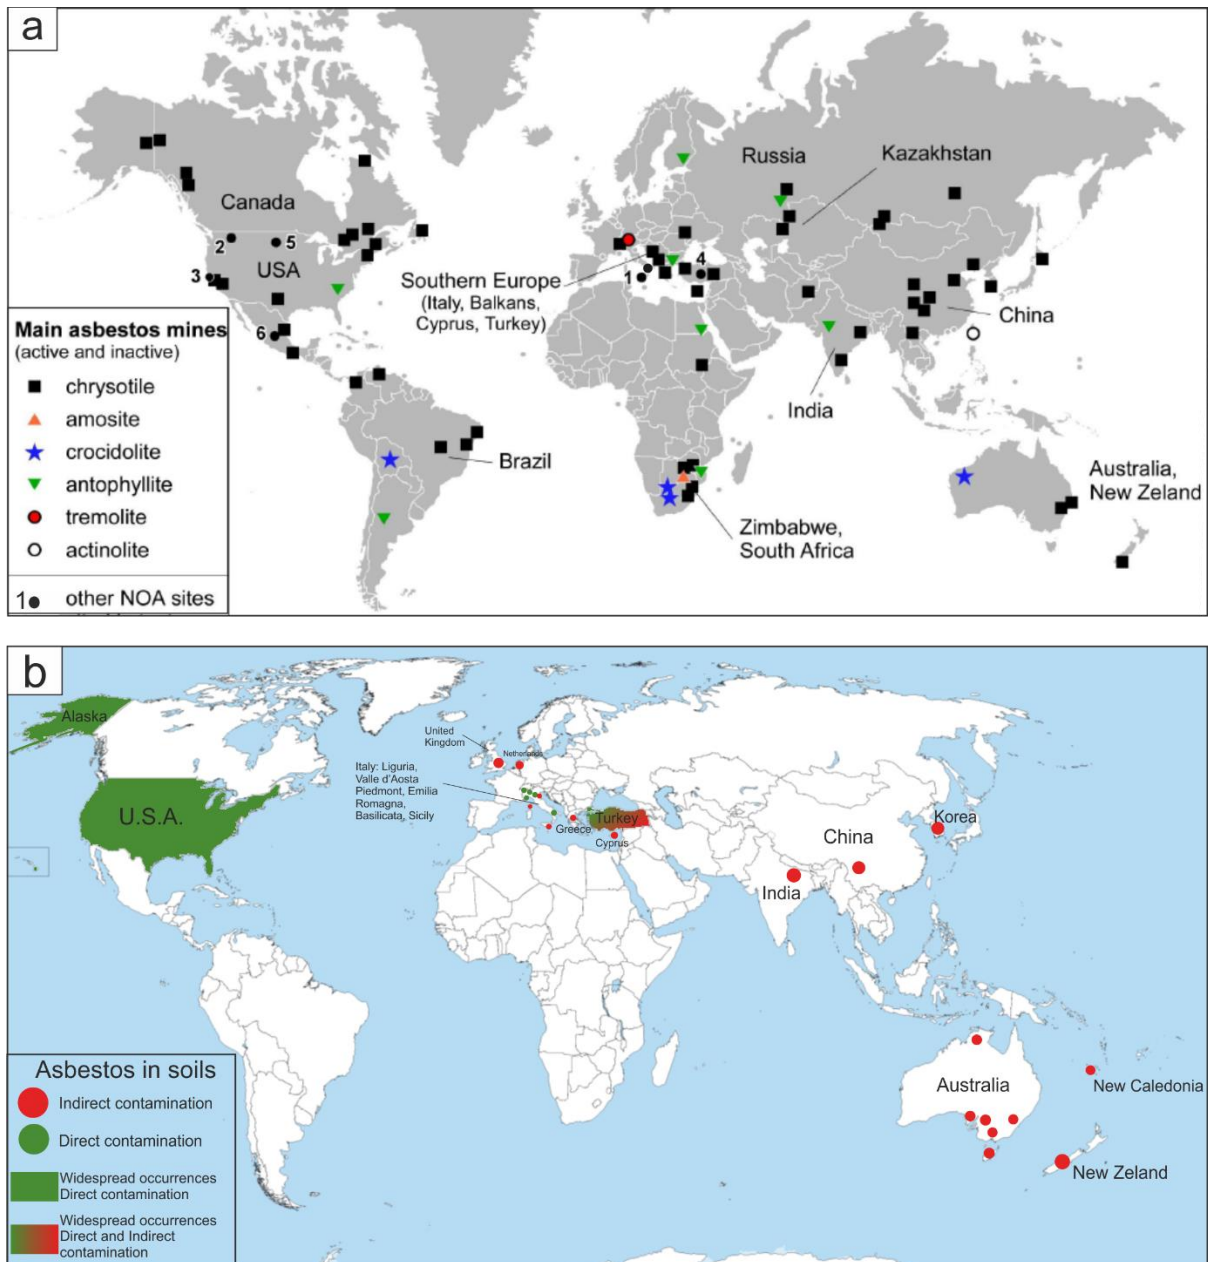 a
Russia
Kazakhstan
Canada
2
5
USA
3
4
1
Southern Europe
(Italy, Balkans,
Cyprus, Turkey)
China
6
India
Brazil
Australia,
New Zeland
Zimbabwe,
South Africa
Main asbestos mines
(active and inactive)
chrysotile
amosite
crocidolite
antophyllite
tremolite
actinolite
1 other NOA sites
b
Alaska
U.S.A.
United
Kingdom
Netherlands
Italy: Liguria,
Valle d'Aosta
Piedmont, Emilia
Romagna,
Basilicata, Sicily
Greece
Turkey
Cyprus
China
Korea
India
Australia
New Caledonia
New Zeland
Asbestos in soils
Indirect contamination
Direct contamination
Widespread occurrences
Direct contamination
Widespread occurrences
Direct and Indirect
contamination